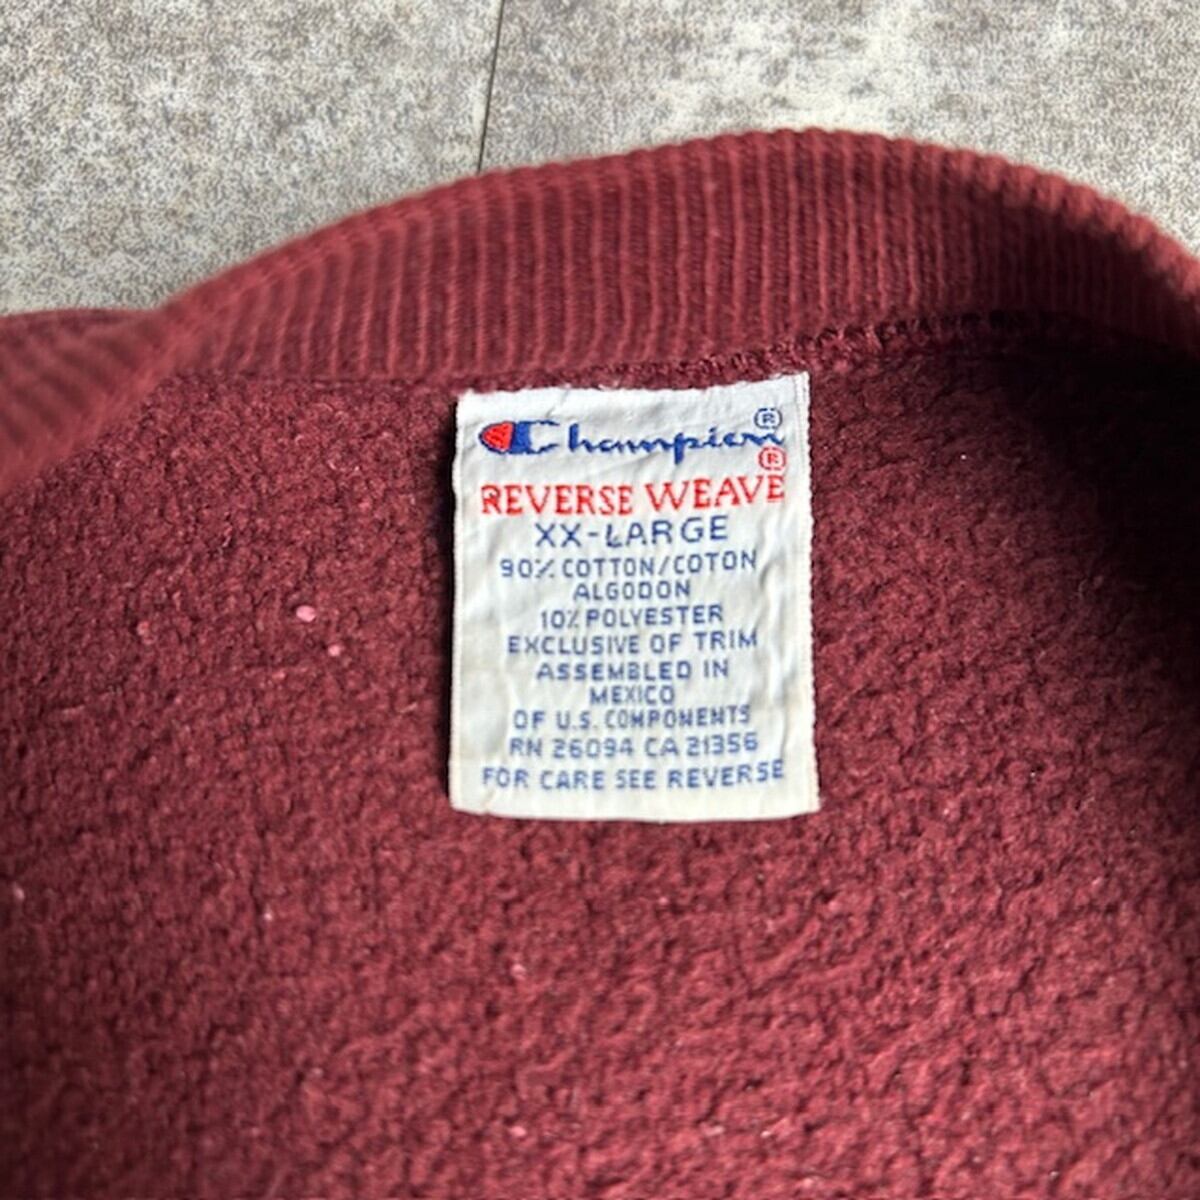 Champion®
®
REVERSE WEAVE
XX-LARGE
90% COTTON/COTON
ALGODON
10% POLYESTER
EXCLUSIVE OF TRIM
ASSEMBLED IN
MEXICO
OF U.S. COMPONENTS
RN 26094 CA 21356
FOR CARE SEE REVERSE